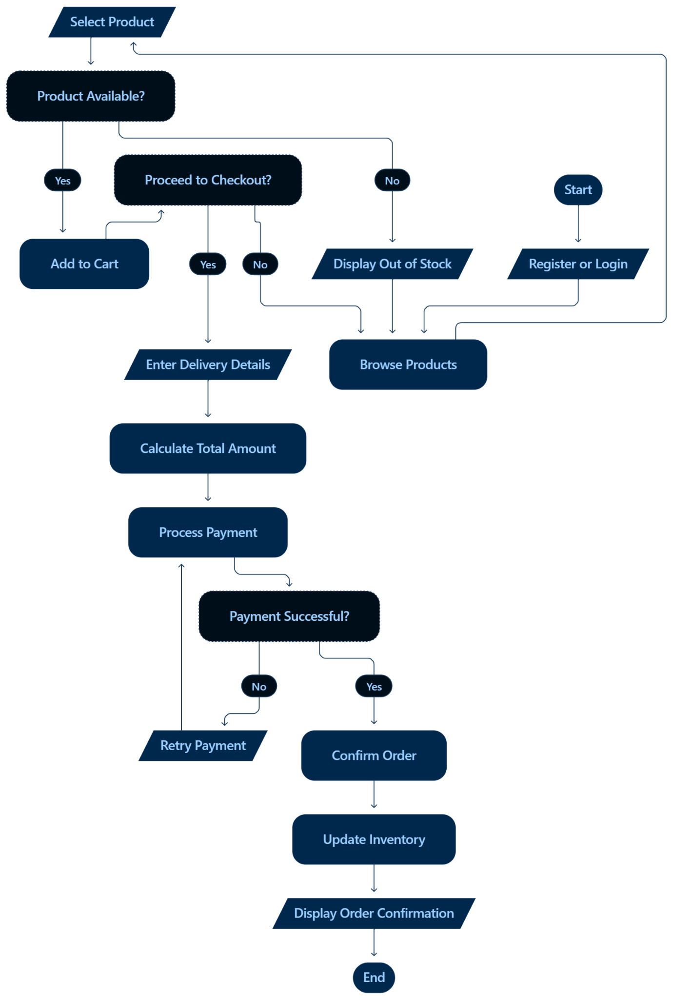 Select Product
Product Available?
Proceed to Checkout?
Yes
No
Start
Add to Cart
Yes
No
Display Out of Stock
Register or Login
Enter Delivery Details
Browse Products
Calculate Total Amount
Process Payment
Payment Successful?
No
Yes
Retry Payment
Confirm Order
Update Inventory
Display Order Confirmation
End